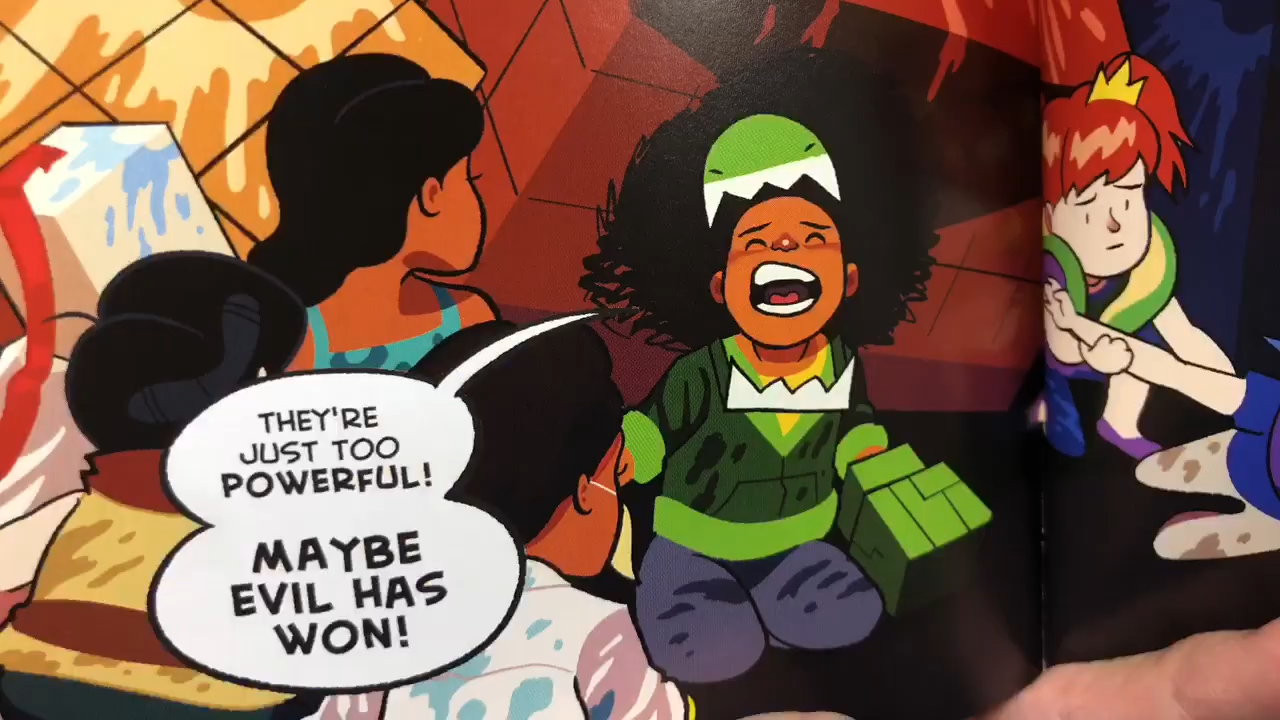 THEY'RE
JUST TOO
POWERFUL!
MAYBE
EVIL HAS
WON!